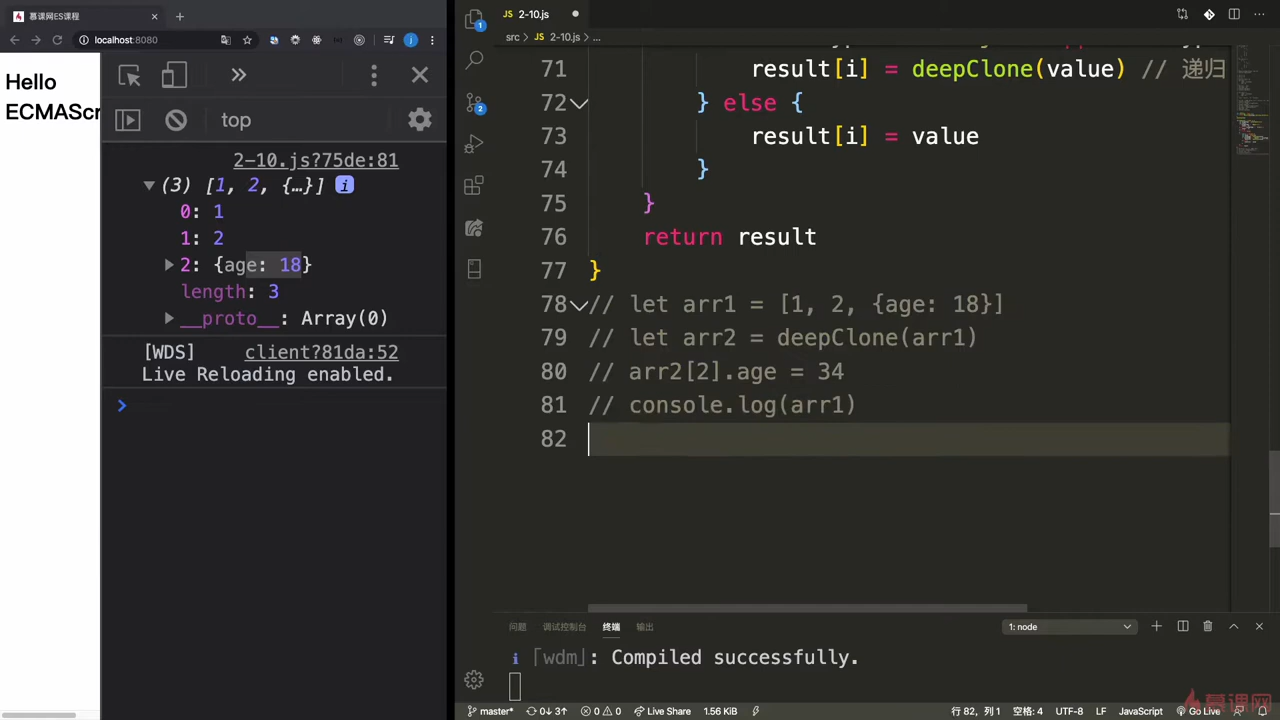 慕课网ES课程
localhost:8080
Hello
ECMAScr
top
2-10.js?75de:81
(3) [1, 2, {…}]
0: 1
1: 2
2: {age: 18}
length: 3
__proto__: Array(0)
[WDS] client?81da:52
Live Reloading enabled.
2-10.js
src > 2-10.js > ...
71 result[i] = deepClone(value) // 递归
72 } else {
73 result[i] = value
74 }
75 }
76 return result
77 }
78 // let arr1 = [1, 2, {age: 18}]
79 // let arr2 = deepClone(arr1)
80 // arr2[2].age = 34
81 // console.log(arr1)
82
问题 调试控制台 终端 输出 1: node
i ｢wdm｣: Compiled successfully.
master* 0↓ 3↑ 0 0 Live Share 1.56 KiB 行 82, 列 1 空格: 4 UTF-8 LF JavaScript Go Live
慕课网